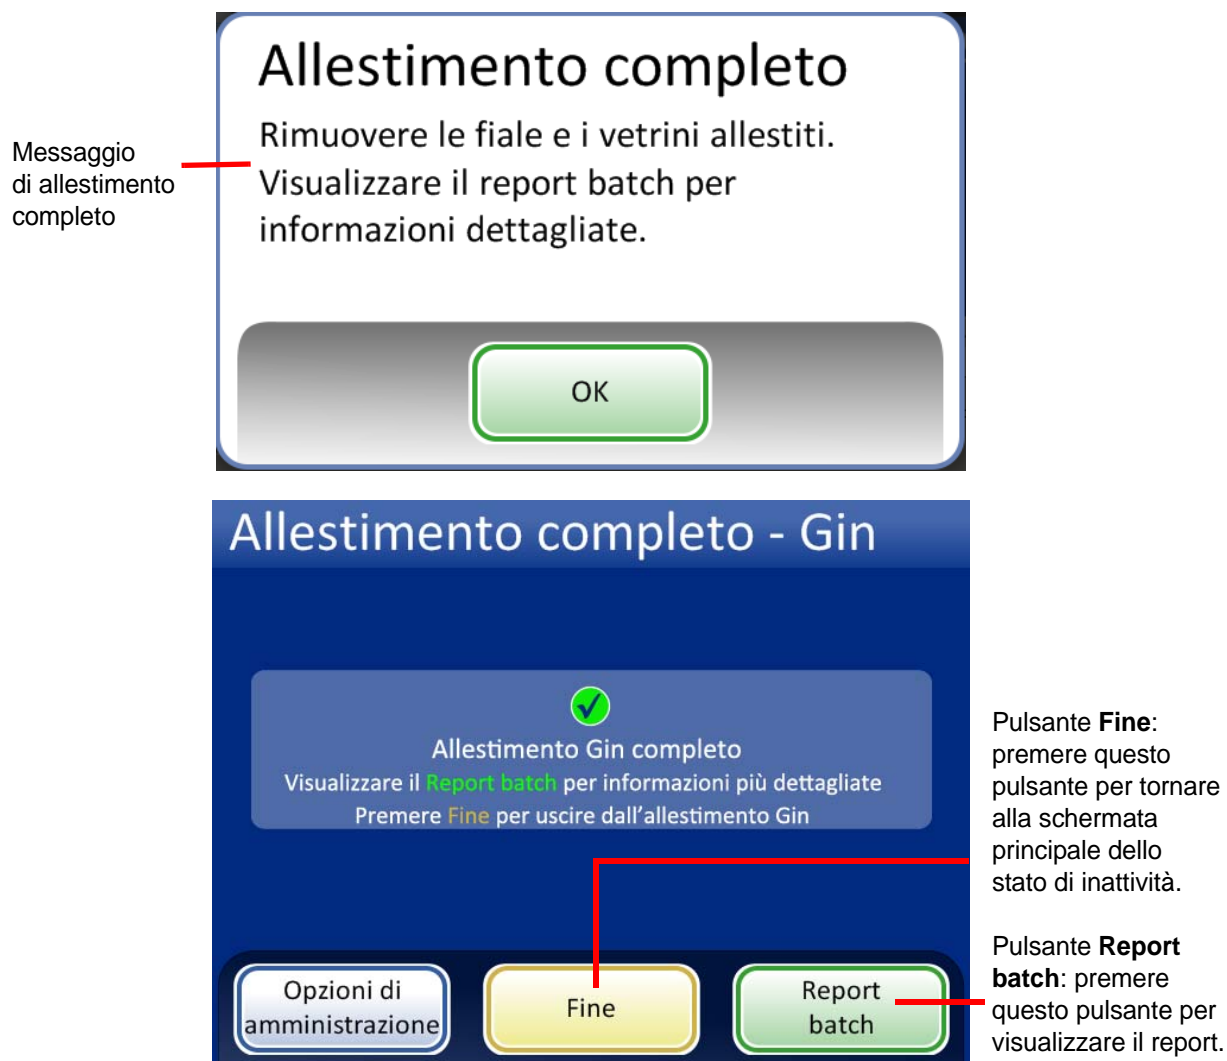 Allestimento completo
Rimuovere le fiale e i vetrini allestiti.
Visualizzare il report batch per
informazioni dettagliate.
Messaggio
di allestimento
completo
OK
Allestimento completo - Gin
Allestimento Gin completo
Visualizzare il Report batch per informazioni più dettagliate
Premere Fine per uscire dall'allestimento Gin
Pulsante Fine:
premere questo
pulsante per tornare
alla schermata
principale dello
stato di inattività.
Pulsante Report
batch: premere
questo pulsante per
visualizzare il report.
Opzioni di
amministrazione
Fine
Report
batch